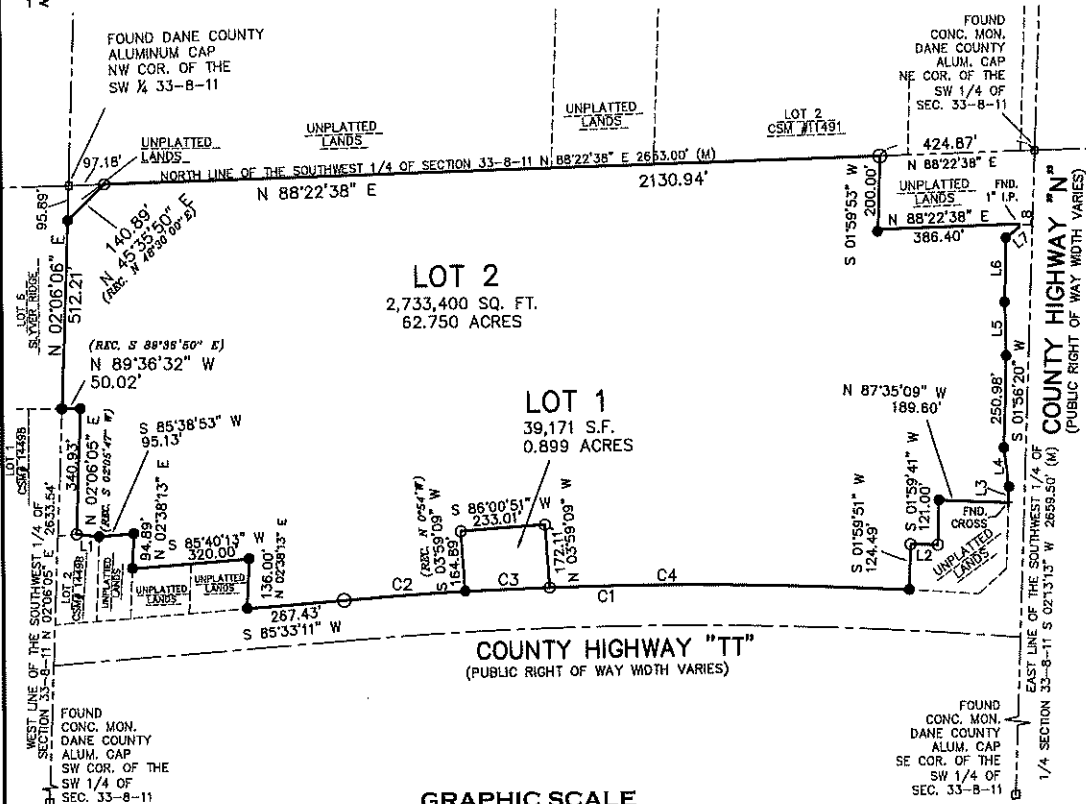 FOUND DANE COUNTY
ALUMINUM CAP
NW COR. OF THE
SW ¼ 33-8-11
FOUND
CONC. MON.
DANE COUNTY
ALUM. CAP
NE COR. OF THE
SW 1/4 OF
SEC. 33-8-11
UNPLATTED
LANDS
UNPLATTED
LANDS
UNPLATTED
LANDS
LOT 2
CSM #11491
97.18'
424.87'
NORTH LINE OF THE SOUTHWEST 1/4 OF SECTION 33-8-11 N 88°22'38" E 2653.00' (M)
N 88°22'38" E
N 88°22'38" E
2130.94'
95.89'
140.89'
N 45°35'50" E
(REC. N 48°30'00" E)
S 01°59'53" W
200.00'
UNPLATTED
LANDS
FND.
1" I.P.
N 88°22'38" E
386.40'
L7
8
L6
L5
LOT 5
SLYVER RIDGE
N 02°06'06" E
512.21'
LOT 2
2,733,400 SQ. FT.
62.750 ACRES
COUNTY HIGHWAY "N"
(PUBLIC RIGHT OF WAY WIDTH VARIES)
(REC. S 89°36'50" E)
N 89°36'32" W
50.02'
250.98'
S 01°56'20" W
LOT 1
39,171 S.F.
0.899 ACRES
N 87°35'09" W
189.60'
LOT 1
CSM# 14498
340.93'
N 02°06'05" E
(REC. S 02°05'47" W)
S 85°38'53" W
95.13'
L4
L3
FND.
CROSS
94.89'
N 02°38'13" E
S 85°40'13"
320.00'
136.00'
N 02°38'13" E
(REC. N 0°54'W)
S 03°59'09" W
164.89'
S 86°00'51" W
233.01'
172.11'
N 03°59'09" W
S 01°59'51" W
124.49'
S 01°59'41" W
121.00'
L2
UNPLATTED
LANDS
L1
LOT 2
CSM# 14498
UNPLATTED
LANDS
UNPLATTED
LANDS
UNPLATTED
LANDS
C2
C3
C4
C1
267.43'
S 85°33'11" W
COUNTY HIGHWAY "TT"
(PUBLIC RIGHT OF WAY WIDTH VARIES)
WEST LINE OF THE SOUTHWEST 1/4 OF
SECTION 33-8-11 N 02°06'05" E 2633.54'
EAST LINE OF THE SOUTHWEST 1/4 OF
1/4 SECTION 33-8-11 S 02°13'13" W 2659.50' (M)
FOUND
CONC. MON.
DANE COUNTY
ALUM. CAP
SW COR. OF THE
SW 1/4 OF
SEC. 33-8-11
FOUND
CONC. MON.
DANE COUNTY
ALUM. CAP
SE COR. OF THE
SW 1/4 OF
SEC. 33-8-11
GRAPHIC SCALE